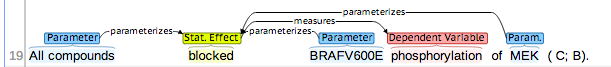 parameterizes
measures
parameterizes parameterizes
Parameter Stat. Effect Parameter Dependent Variable Param.
19 All compounds blocked BRAFV600E phosphorylation of MEK ( C; B).